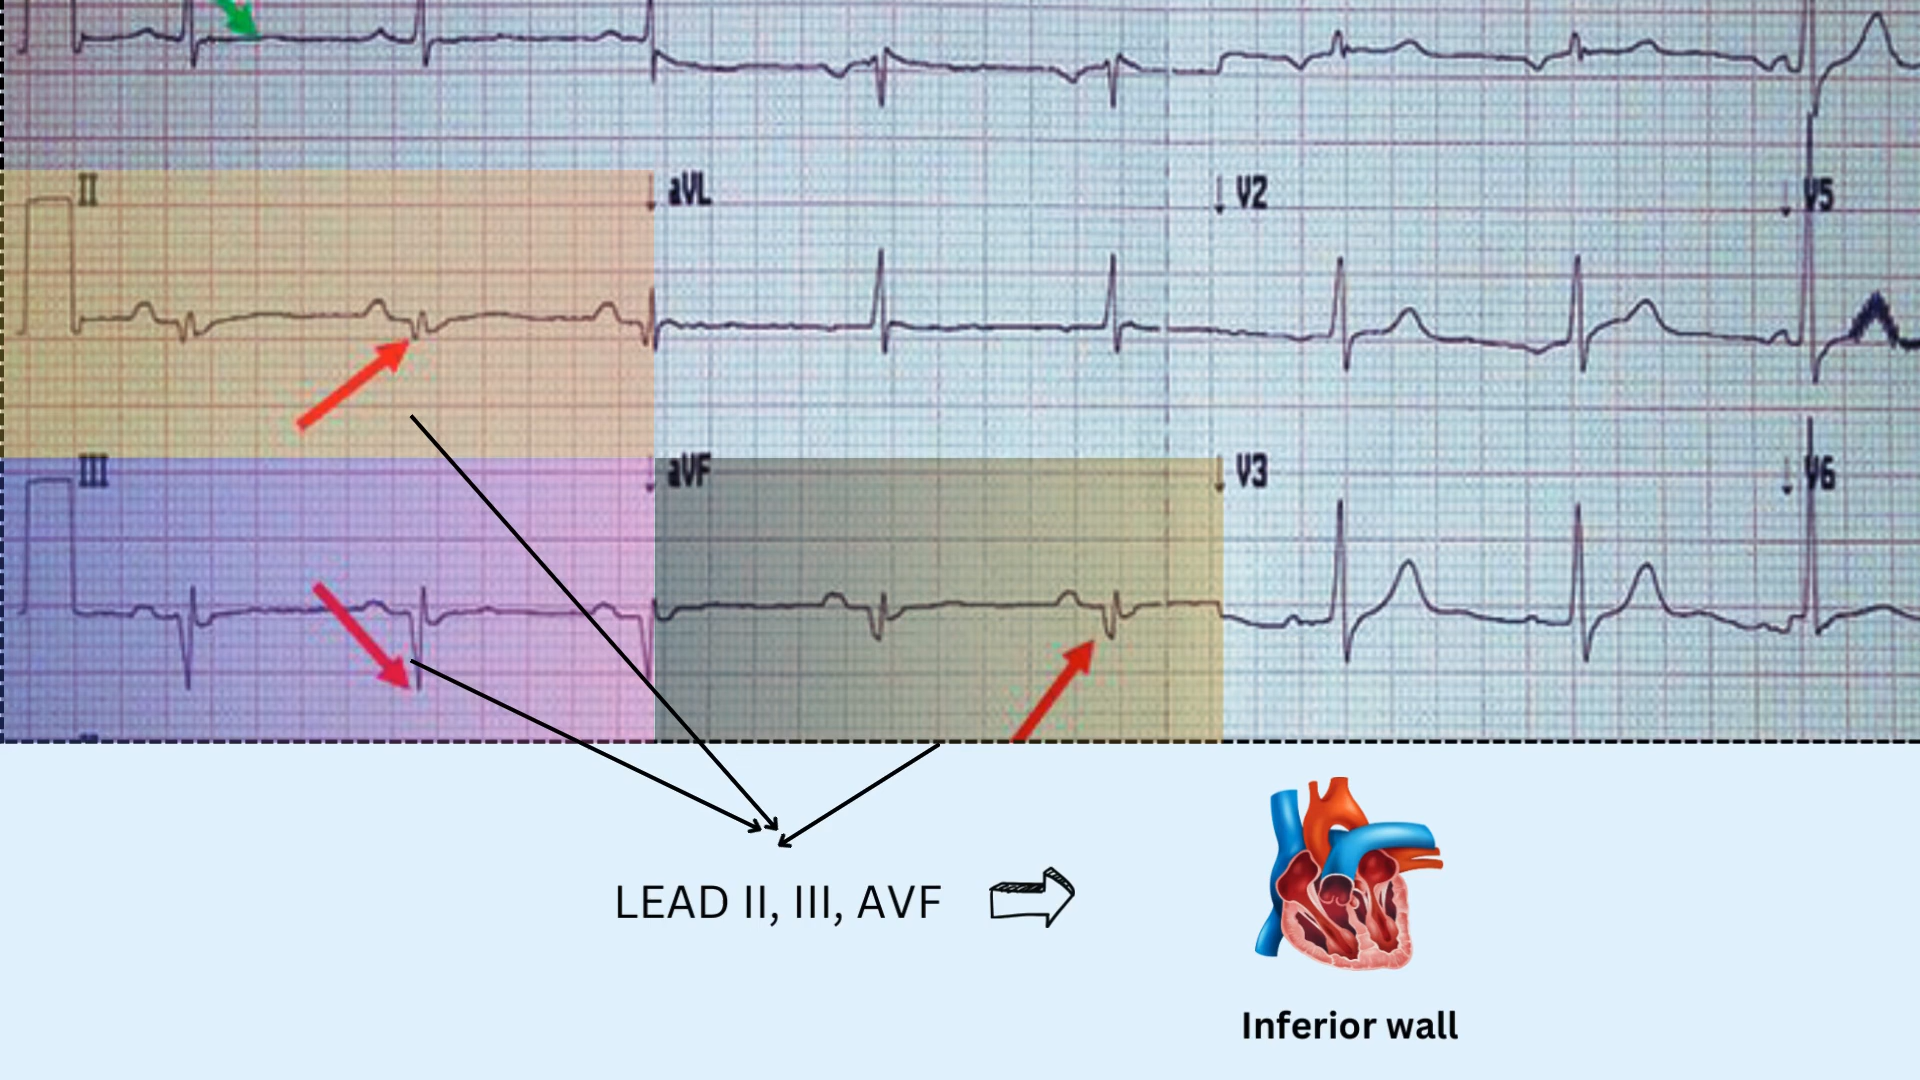 II
aVL
V2
V5
III
aVF
V3
V6
LEAD II, III, AVF
Inferior wall